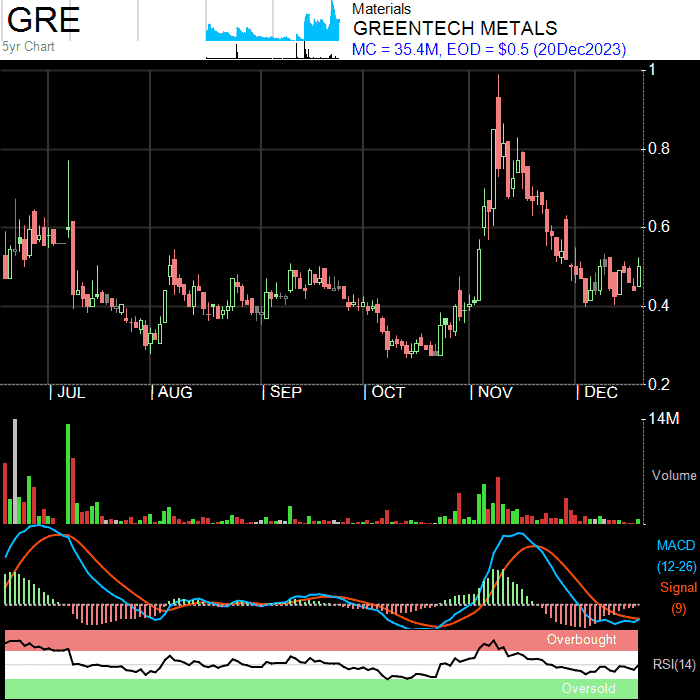 GRE
5yr Chart
Materials
GREENTECH METALS
MC = 35.4M, EOD = $0.5 (20Dec2023)
1
0.8
0.6
0.4
0.2
| JUL | AUG | SEP | OCT | NOV | DEC
14M
Volume
MACD
(12-26)
Signal
(9)
Overbought
RSI(14)
Oversold